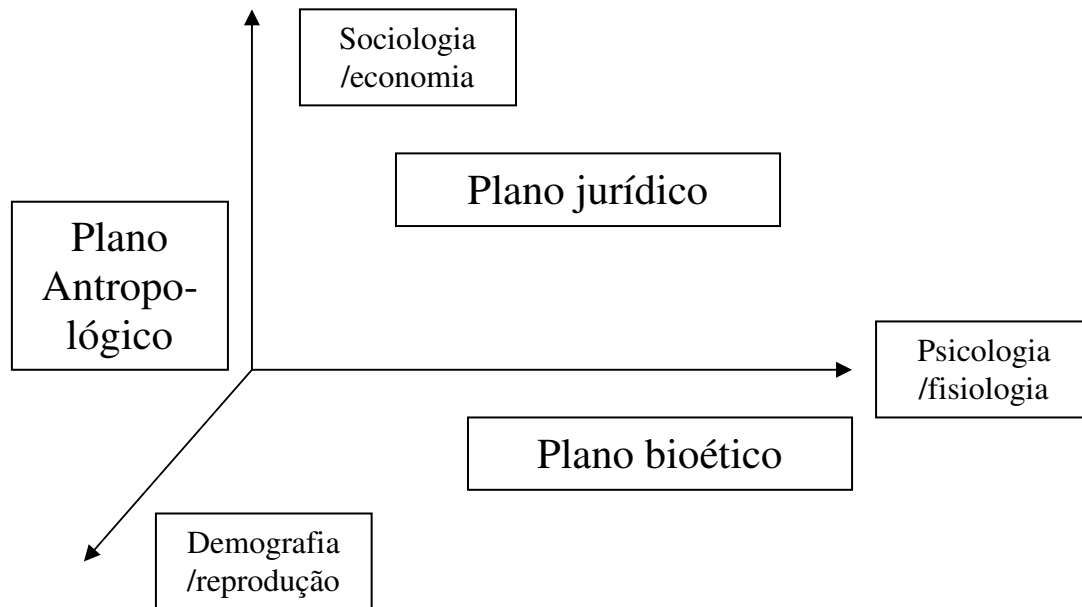 Sociologia
/economia
Plano jurídico
Plano
Antropo-
lógico
Psicologia
/fisiologia
Plano bioético
Demografia
/reprodução